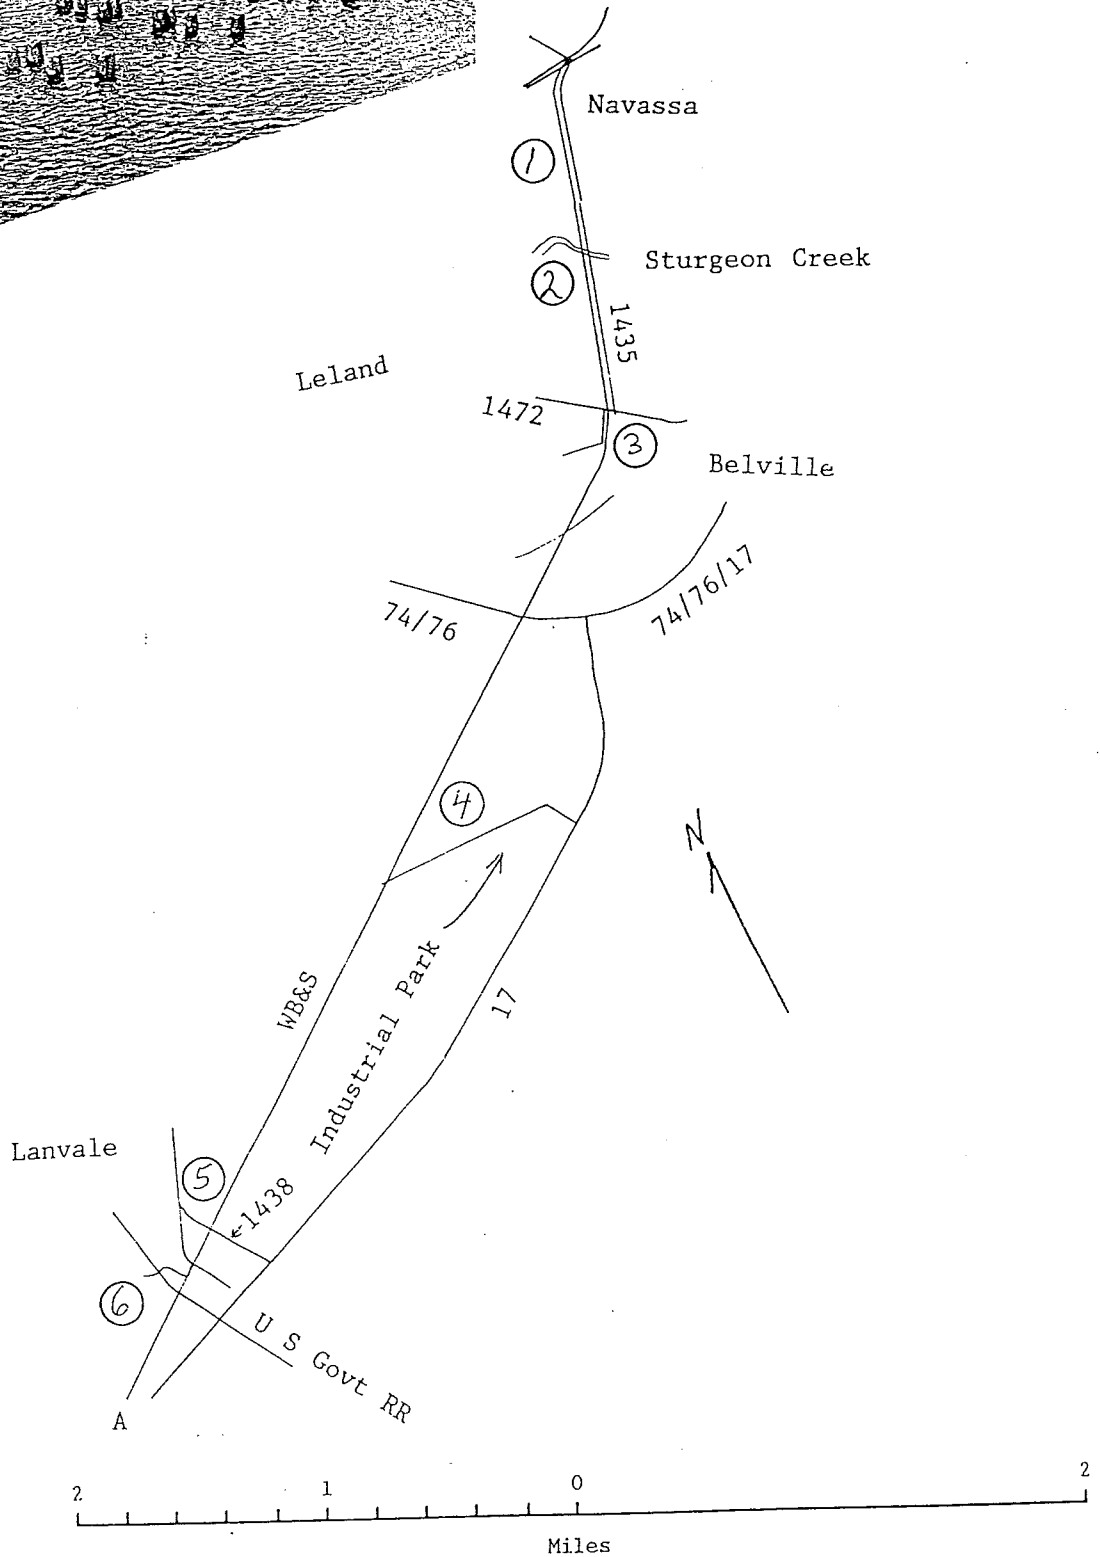 Navassa
①
Sturgeon Creek
②
1435
Leland
1472
③
Belville
74/76
74/76/17
④
N
WB&S
Industrial Park
17
Lanvale
⑤
←1438
⑥
U S Govt RR
A
2 1 0 2
Miles